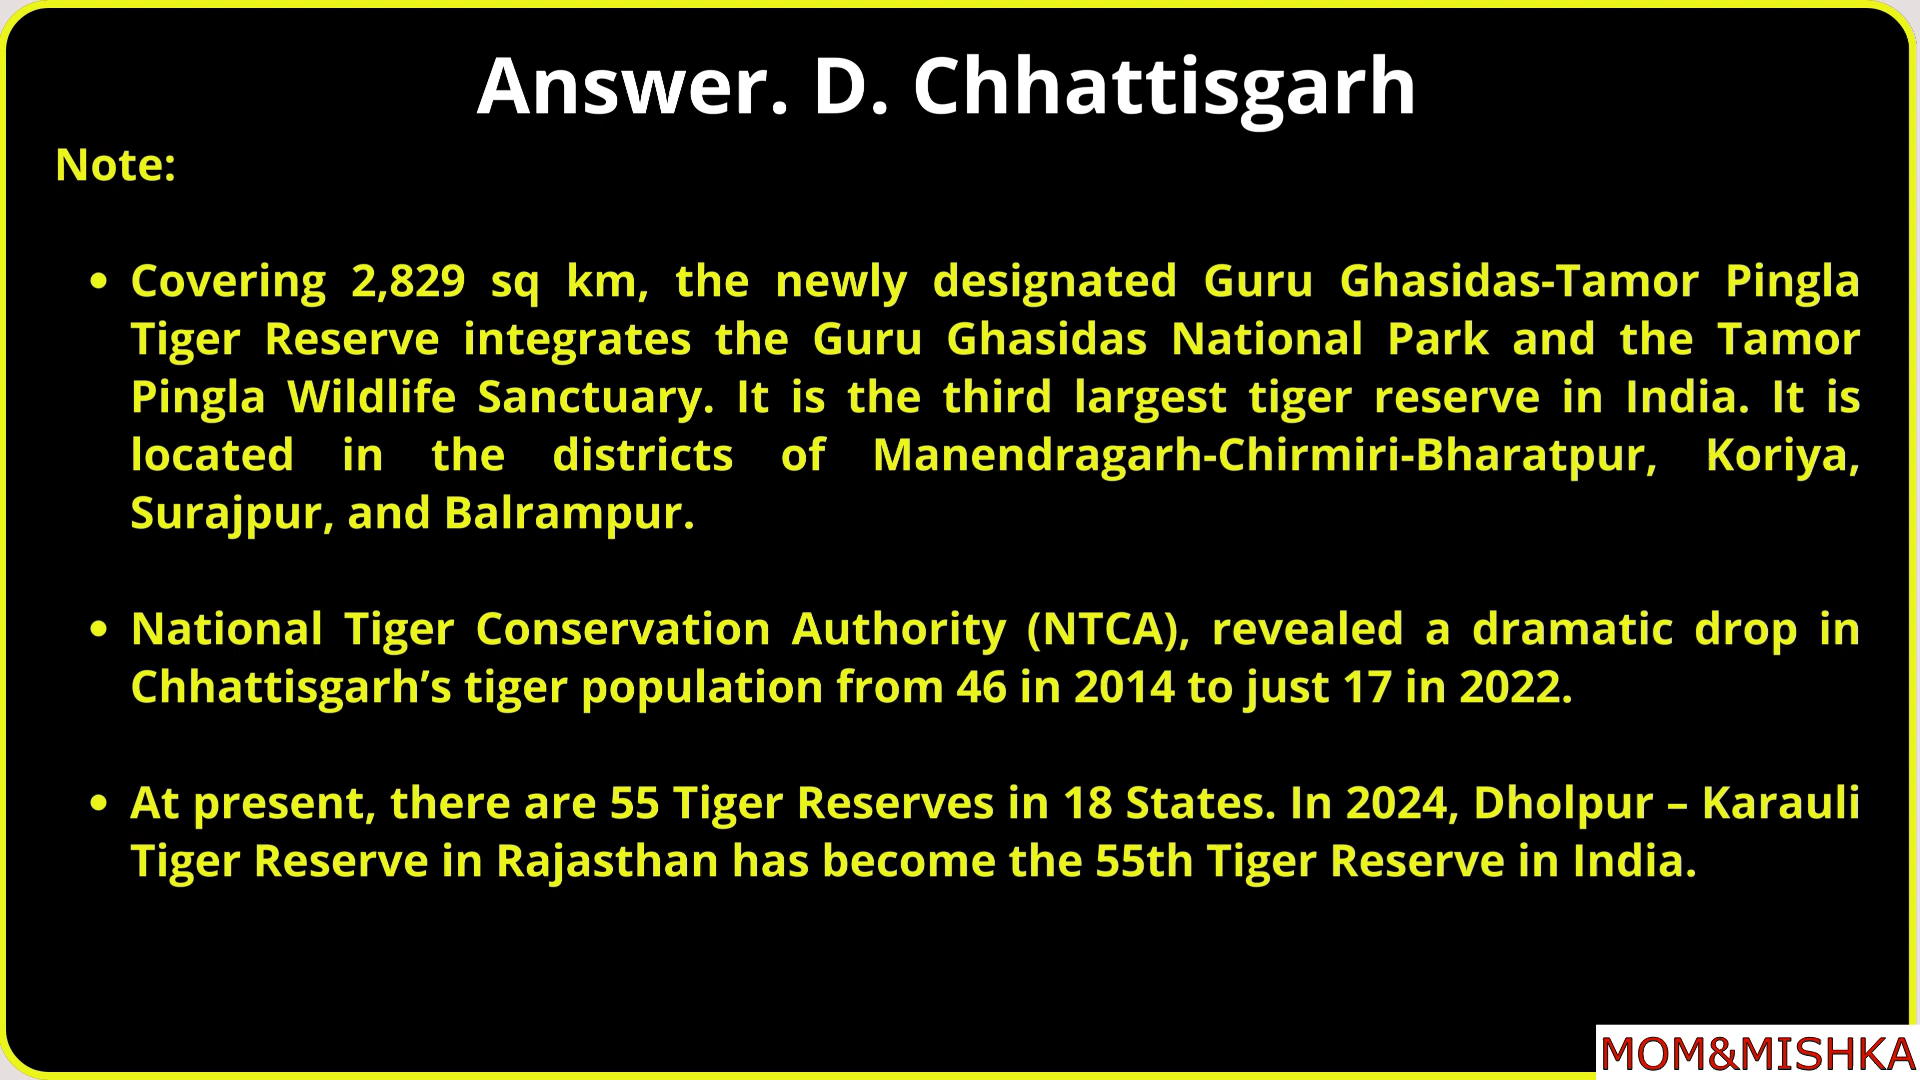 Answer. D. Chhattisgarh
Note:
• Covering 2,829 sq km, the newly designated Guru Ghasidas-Tamor Pingla
Tiger Reserve integrates the Guru Ghasidas National Park and the Tamor
Pingla Wildlife Sanctuary. It is the third largest tiger reserve in India. It is
located in the districts of Manendragarh-Chirmiri-Bharatpur, Koriya,
Surajpur, and Balrampur.
• National Tiger Conservation Authority (NTCA), revealed a dramatic drop in
Chhattisgarh’s tiger population from 46 in 2014 to just 17 in 2022.
• At present, there are 55 Tiger Reserves in 18 States. In 2024, Dholpur – Karauli
Tiger Reserve in Rajasthan has become the 55th Tiger Reserve in India.
MOM&MISHKA